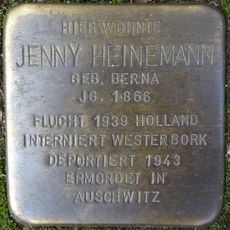 HIER WOHNTE
JENNY HEINEMANN
GEB. BERNA
JG. 1866
FLUCHT 1939 HOLLAND
INTERNIERT WESTERBORK
DEPORTIERT 1943
ERMORDET IN
AUSCHWITZ